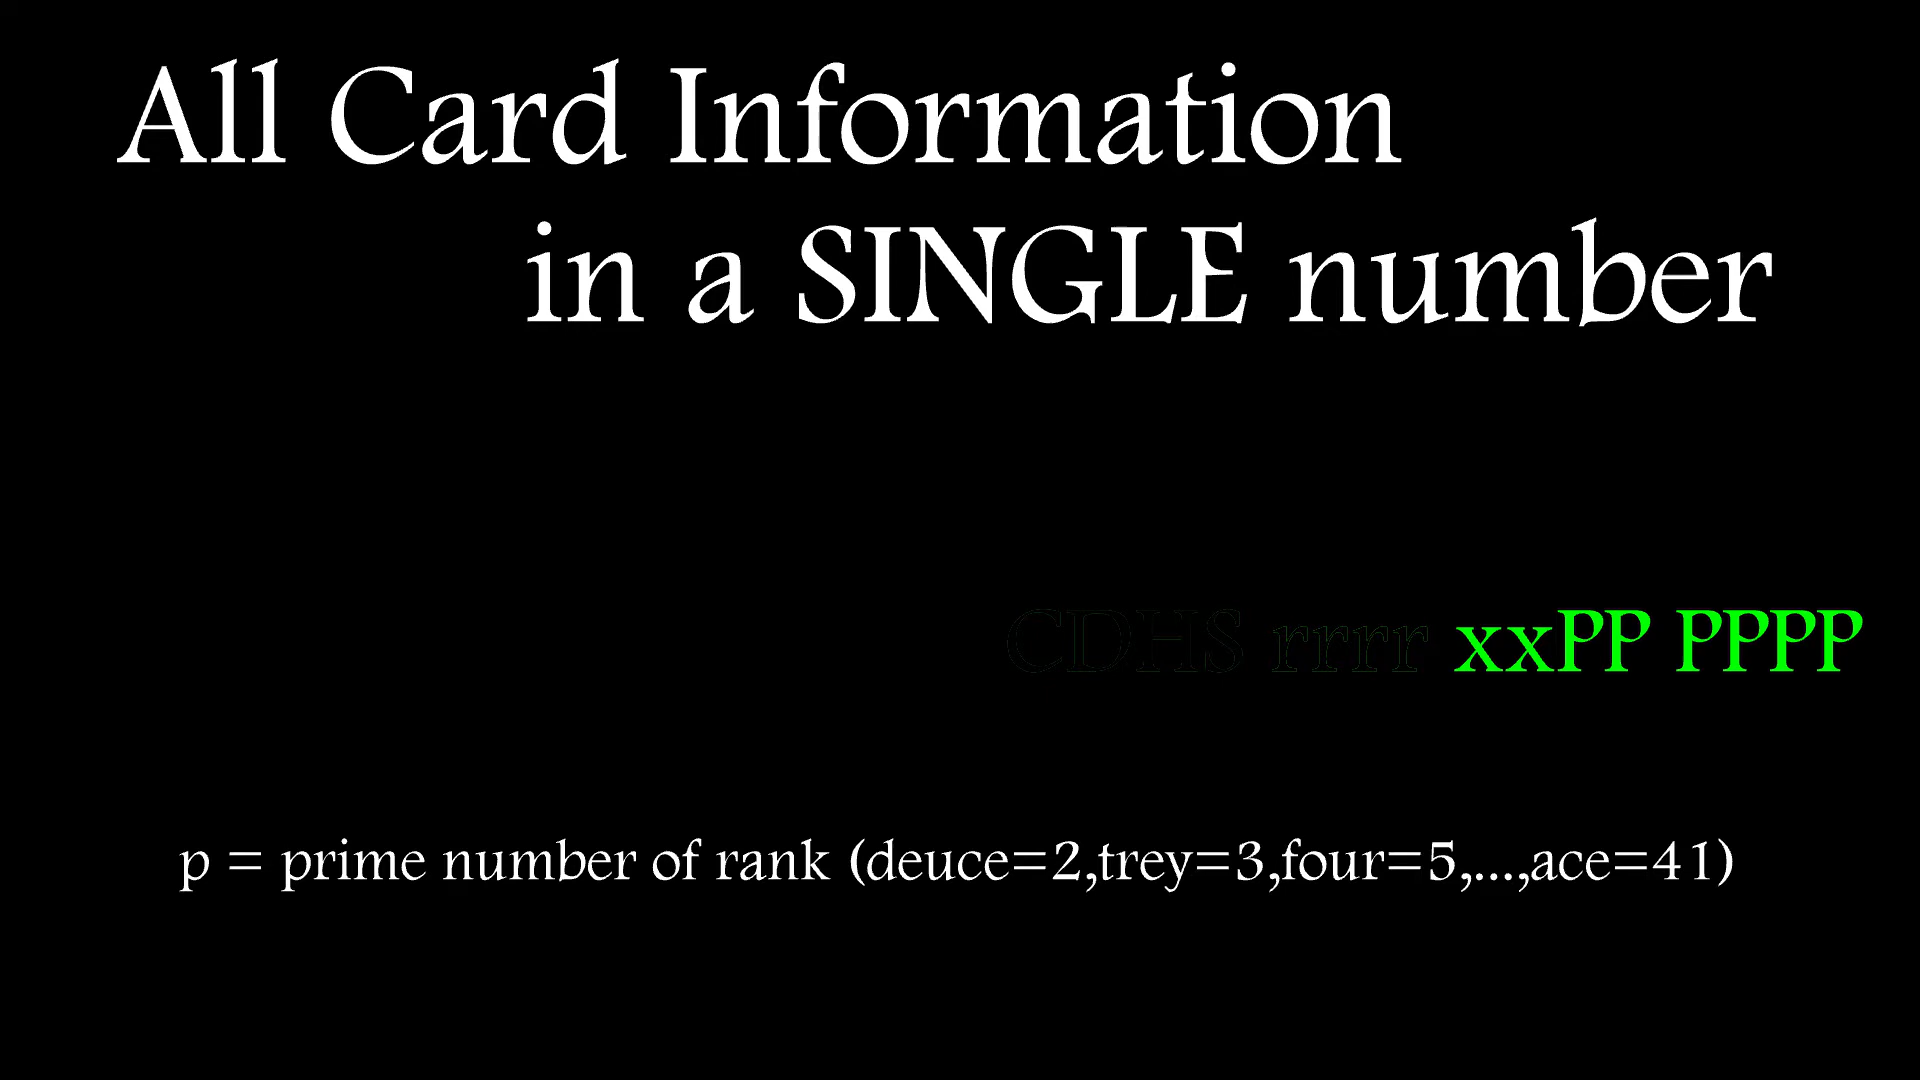 All Card Information
in a SINGLE number
CDHS rrrr xxPP PPPP
p = prime number of rank (deuce=2,trey=3,four=5,...,ace=41)